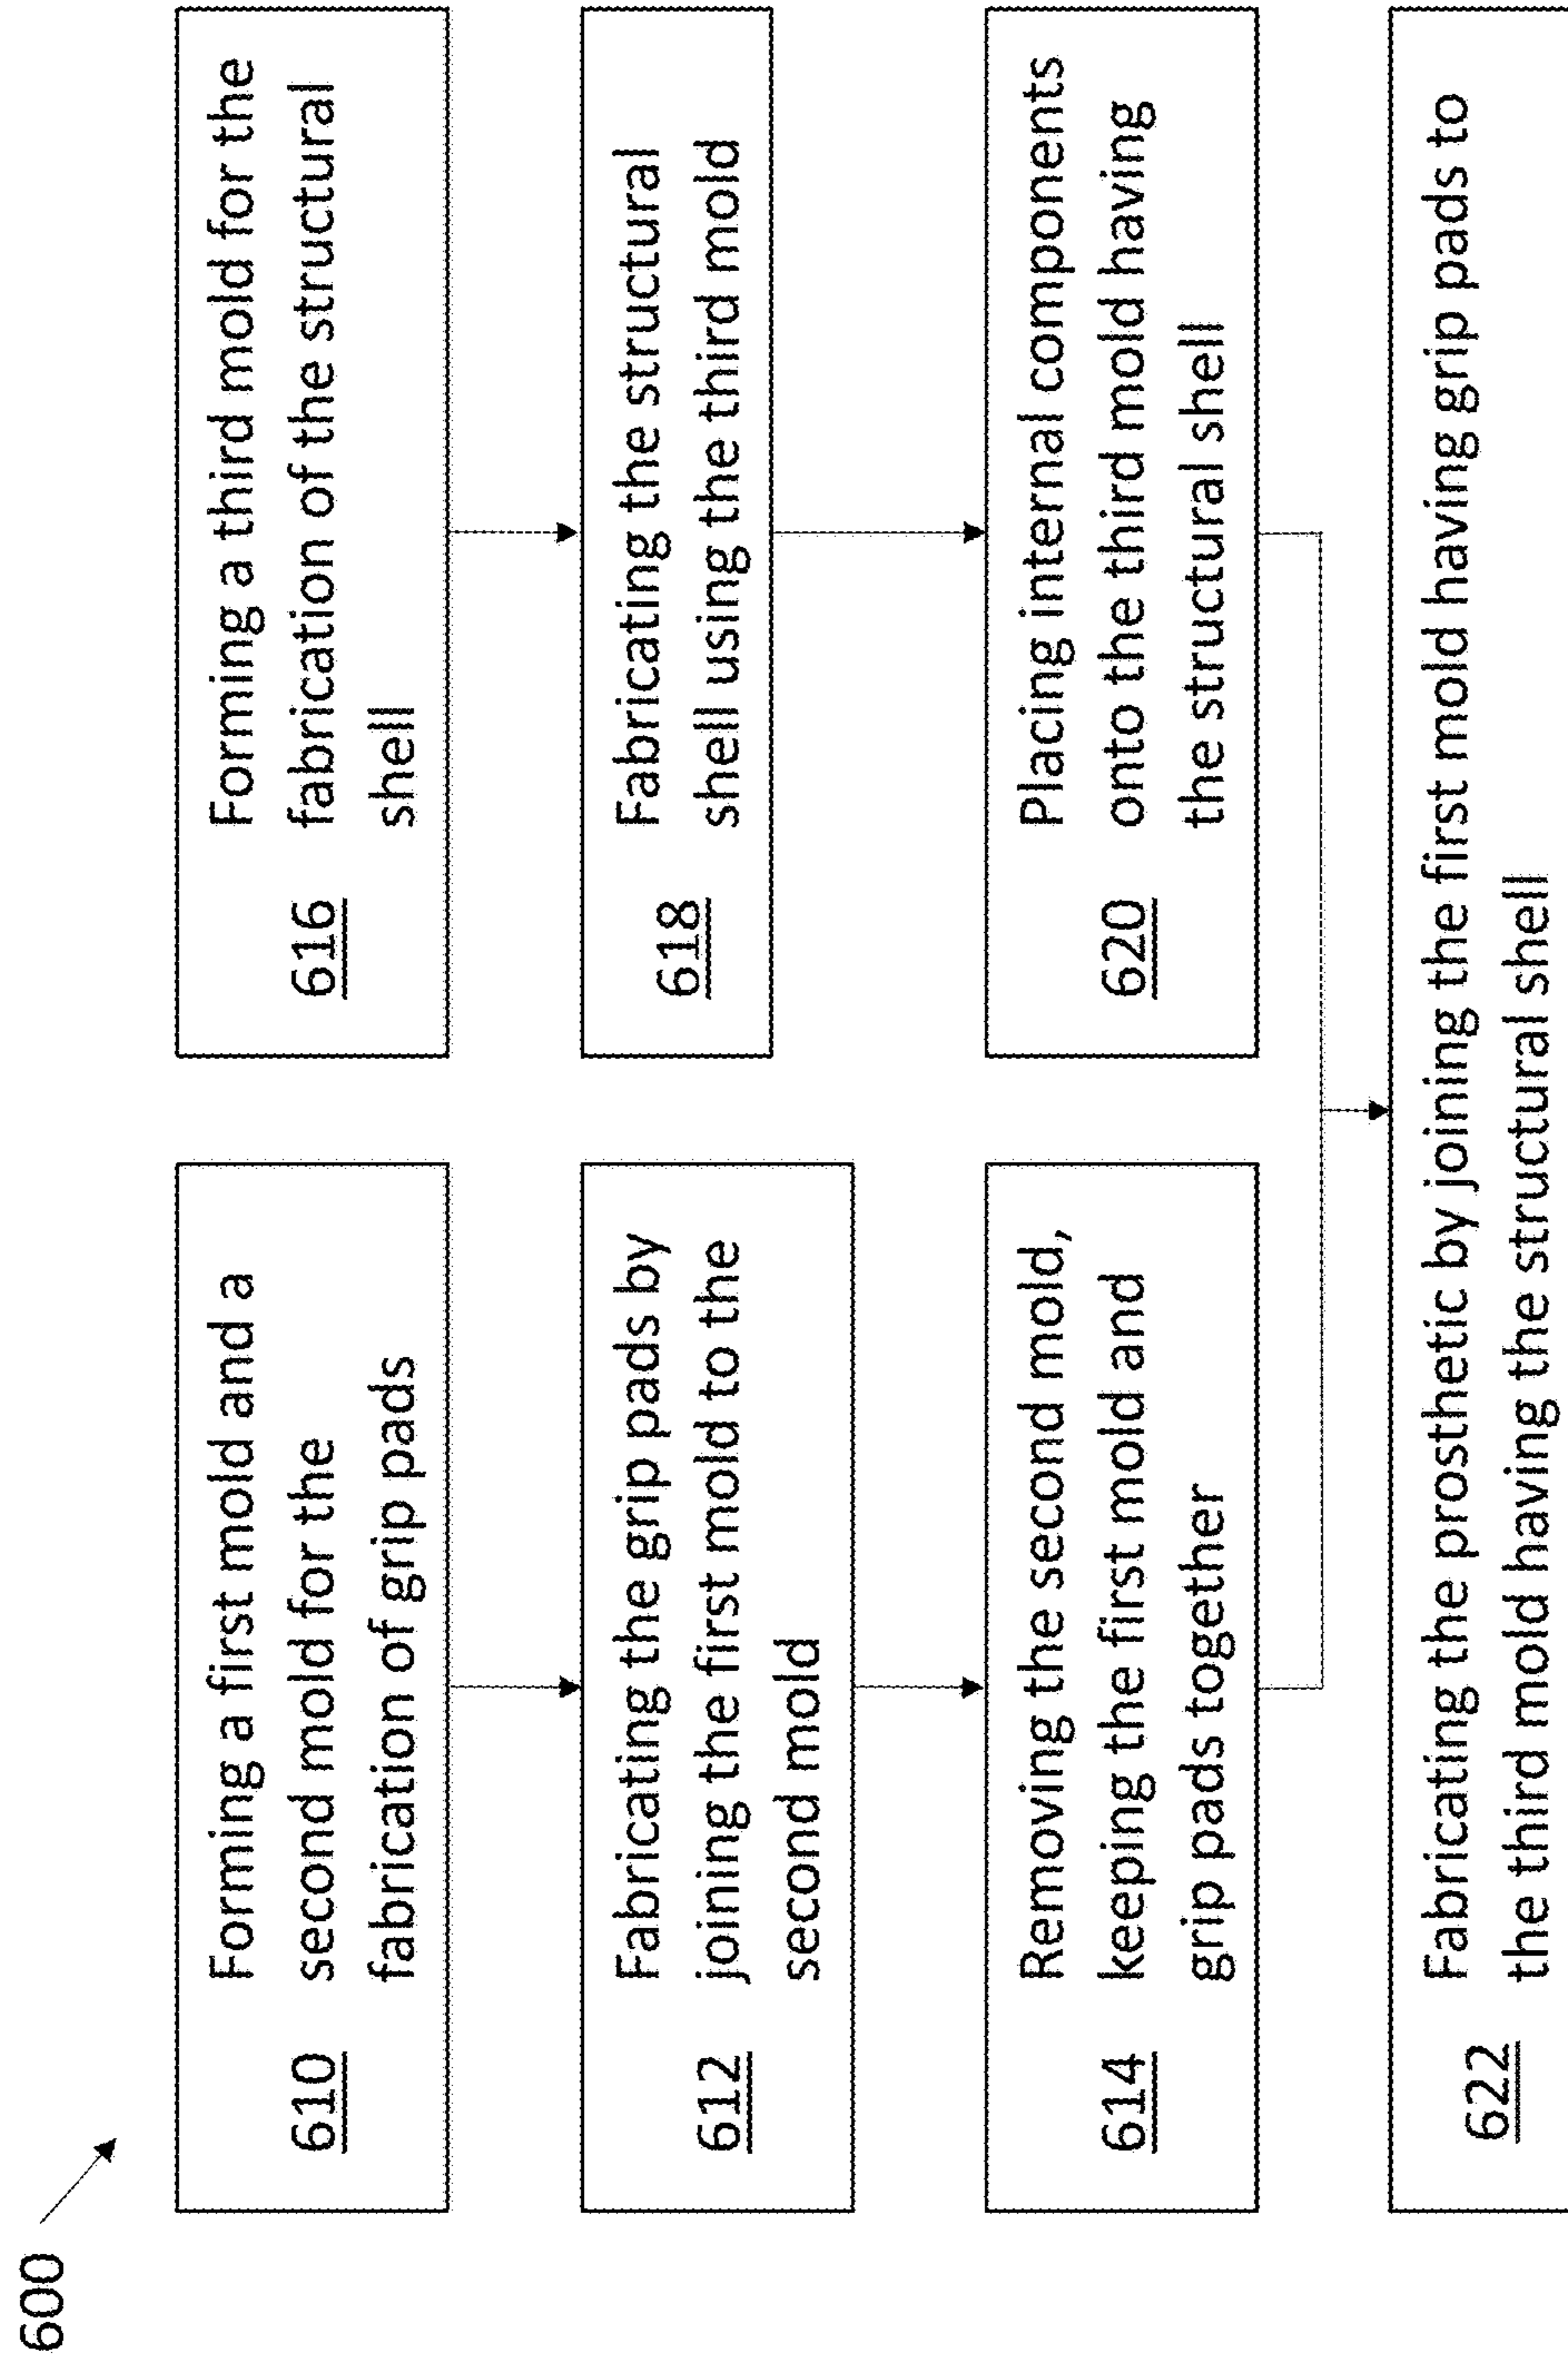 600
610
Forming a first mold and a
second mold for the
fabrication of grip pads
612
Fabricating the grip pads by
joining the first mold to the
second mold
614
Removing the second mold,
keeping the first mold and
grip pads together
616
Forming a third mold for the
fabrication of the structural
shell
618
Fabricating the structural
shell using the third mold
620
Placing internal components
onto the third mold having
the structural shell
622
Fabricating the prosthetic by joining the first mold having grip pads to
the third mold having the structural shell